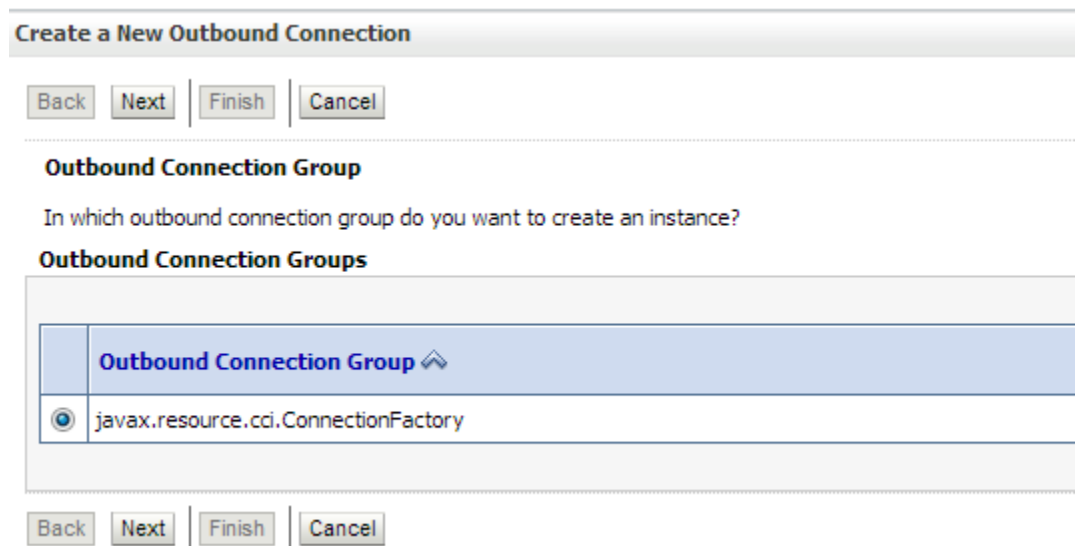 Create a New Outbound Connection
Back Next Finish Cancel
Outbound Connection Group
In which outbound connection group do you want to create an instance?
Outbound Connection Groups
Outbound Connection Group
javax.resource.cci.ConnectionFactory
Back Next Finish Cancel